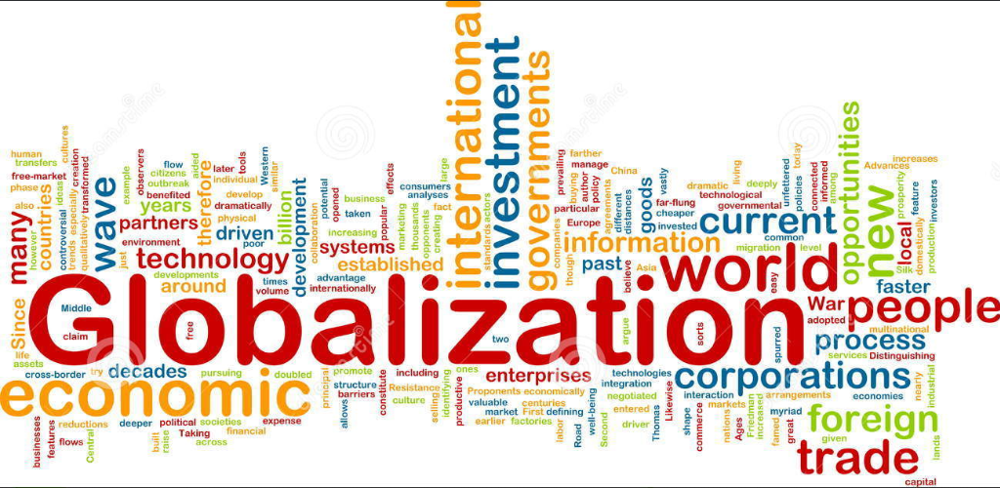 international
investment
governments
human
transfers
free-market
phase
also
countries
many
however
ideas
controversial
cultures
trends
especially
creation
transformed
qualitatively
wave
just
example
observers
flow
citizens
outbreak
benefited
years
partners
environment
technology
developments
around
aided
therefore
later
individual
develop
dramatically
physical
driven
poor
tools
Western
similar
billion
times
volume
development
collaboration
potential
opened
business
taken
increasing
systems
established
advantage
internationally
popular
effects
marketing
thousands
opponents
consumers
analyses
fact
creating
large
standards
sectors
prevailing
buying
author
policy
farther
manage
China
particular
Europe
companies
though
agreements
different
distances
far-flung
goods
vastly
cheaper
invested
information
past
believe
Asia
dramatic
living
technological
governmental
deeply
current
common
migration
level
unfettered
policies
today
connected
informed
among
opportunities
new
Advances
increases
prosperity
local
Silk
feature
domestically
production
investors
world
easy
faster
War
adopted
people
multinational
process
services
Distinguishing
Globalization
Since
Middle
claim
free
two
argue
sorts
spurred
life
assets
cross-border
try
decades
pursuing
doubled
economic
principal
promote
structure
barriers
allows
constitute
including
Resistance
culture
selling
identifying
productive
ones
enterprises
Proponents
economically
valuable
centuries
market
First
defining
earlier
factories
labor
Road
well-being
Second
technologies
integration
negotiated
entered
driver
Thomas
Likewise
corporations
interaction
arrangements
markets
shape
commerce
nations
Ages
Friedman
increased
famed
great
myriad
economies
nearly
industrial
foreign
given
lands
trade
capital
businesses
features
reductions
flows
Central
deeper
political
societies
Taking
across
built
raise
financial
expense